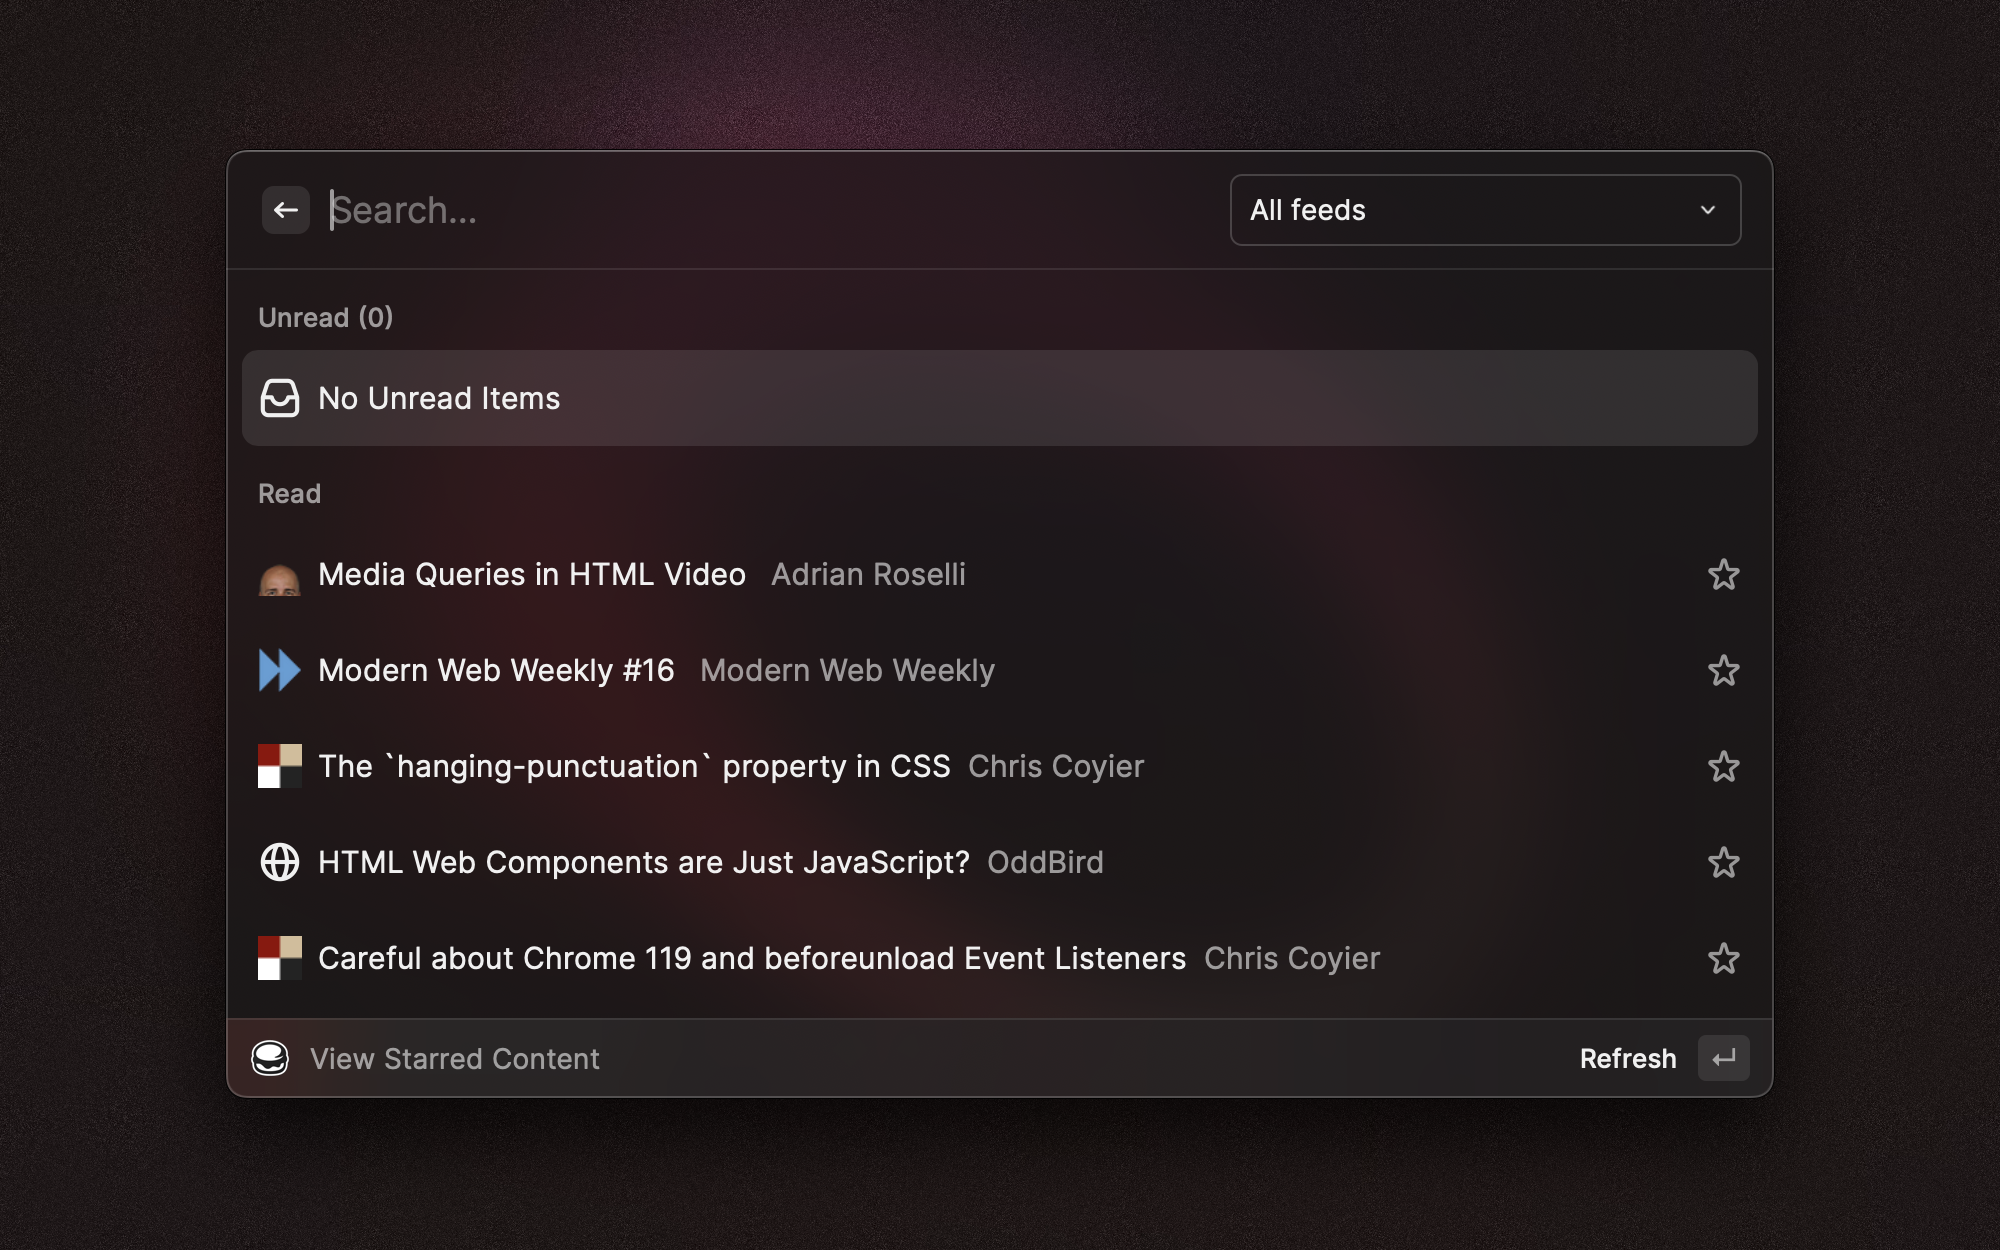 Search...
All feeds
Unread (0)
No Unread Items
Read
Media Queries in HTML Video Adrian Roselli
Modern Web Weekly #16 Modern Web Weekly
The `hanging-punctuation` property in CSS Chris Coyier
HTML Web Components are Just JavaScript? OddBird
Careful about Chrome 119 and beforeunload Event Listeners Chris Coyier
View Starred Content
Refresh